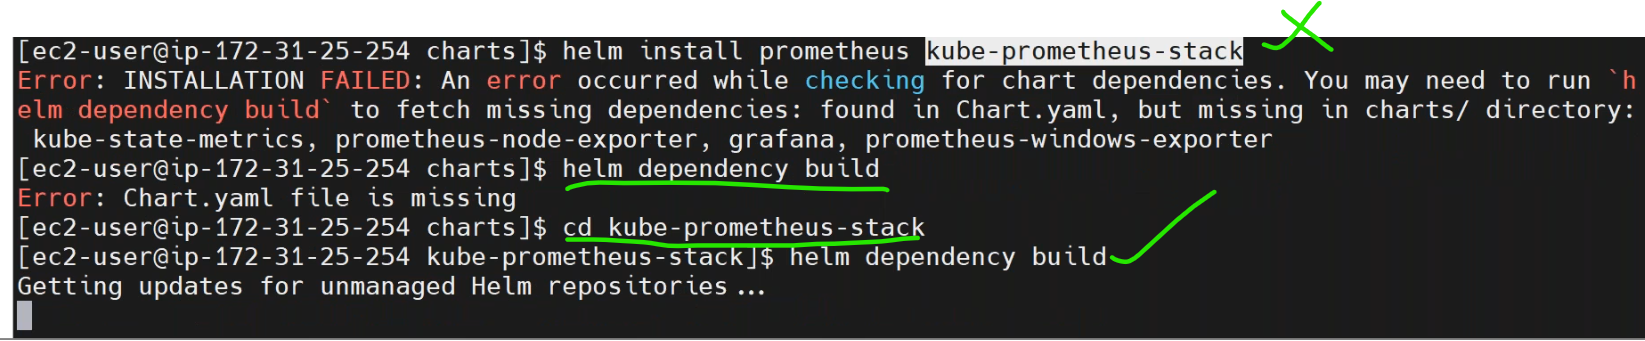 [ec2-user@ip-172-31-25-254 charts]$ helm install prometheus kube-prometheus-stack
Error: INSTALLATION FAILED: An error occurred while checking for chart dependencies. You may need to run `h
elm dependency build` to fetch missing dependencies: found in Chart.yaml, but missing in charts/ directory:
 kube-state-metrics, prometheus-node-exporter, grafana, prometheus-windows-exporter
[ec2-user@ip-172-31-25-254 charts]$ helm dependency build
Error: Chart.yaml file is missing
[ec2-user@ip-172-31-25-254 charts]$ cd kube-prometheus-stack
[ec2-user@ip-172-31-25-254 kube-prometheus-stack]$ helm dependency build
Getting updates for unmanaged Helm repositories...